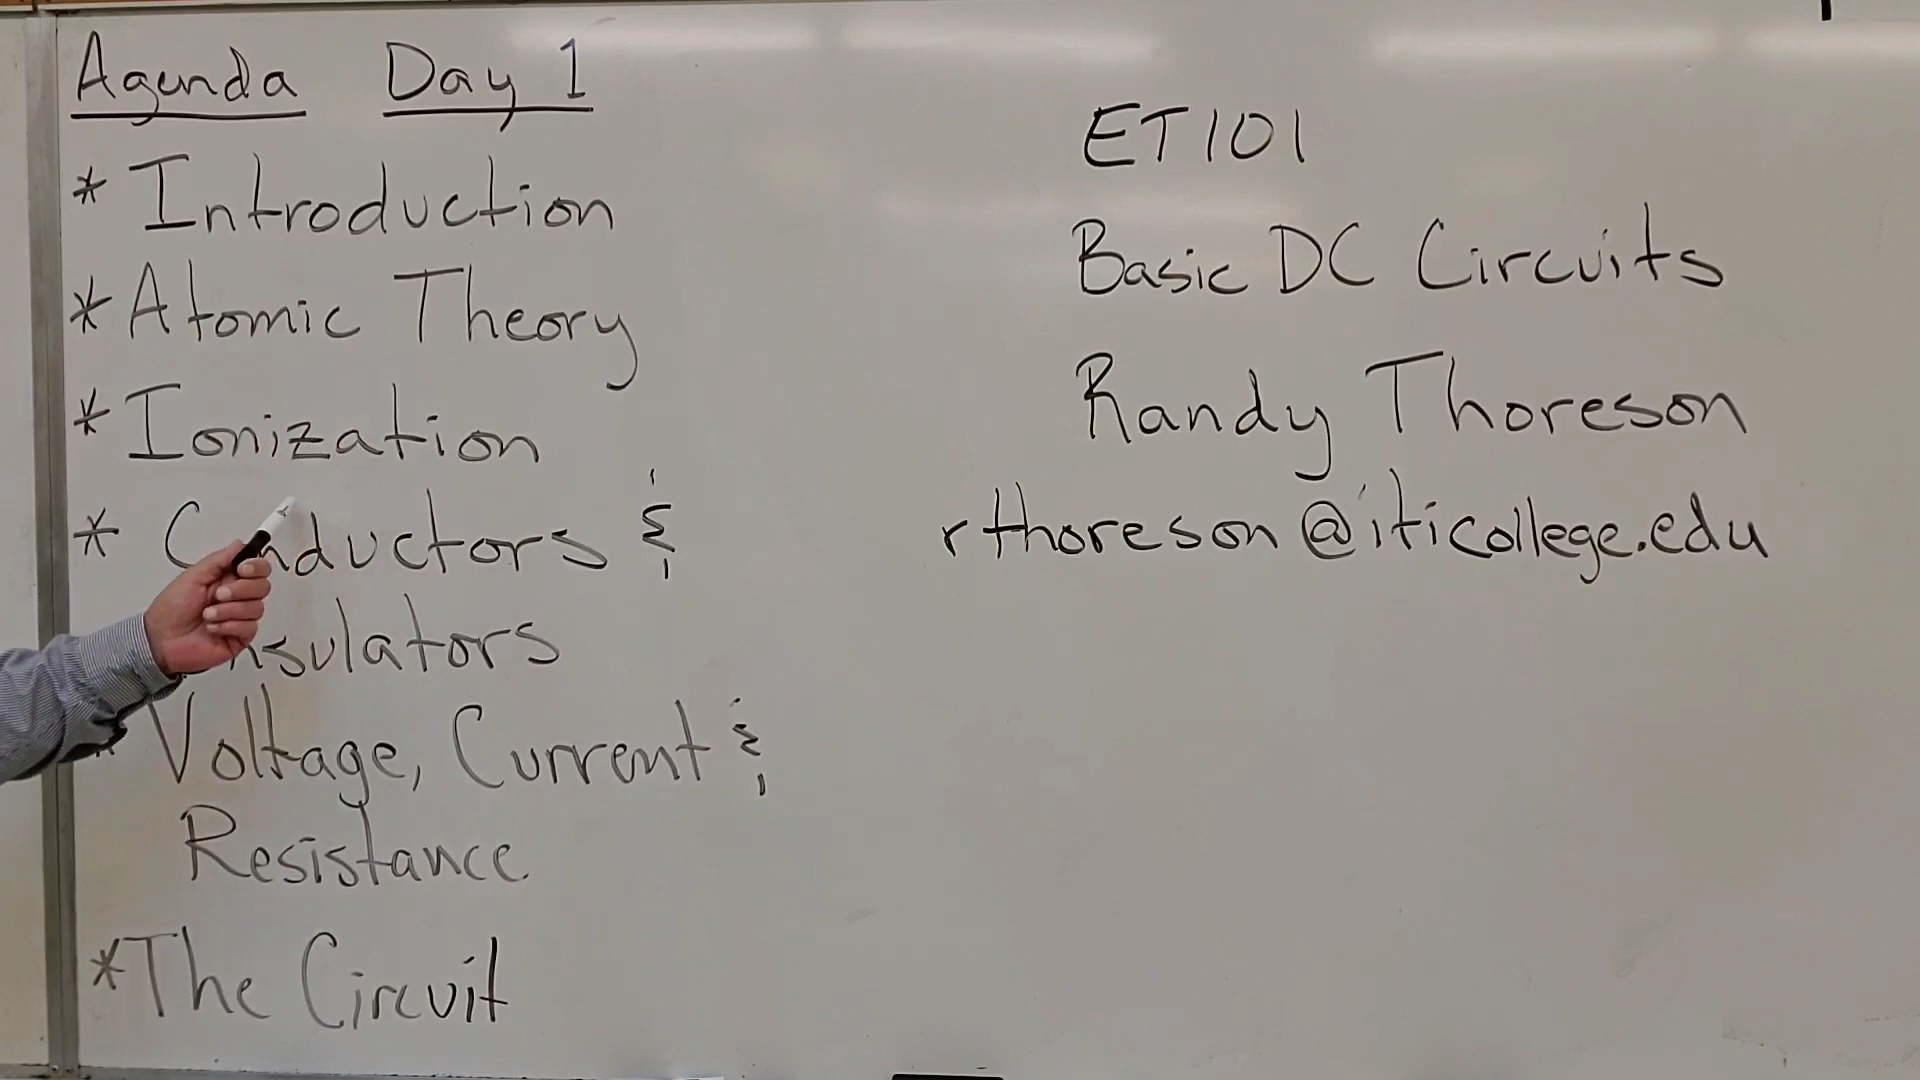 Agenda Day 1
* Introduction
* Atomic Theory
* Ionization
* Conductors &
Insulators
* Voltage, Current &
Resistance
* The Circuit
ET101
Basic DC Circuits
Randy Thoreson
rthoreson@iticollege.edu